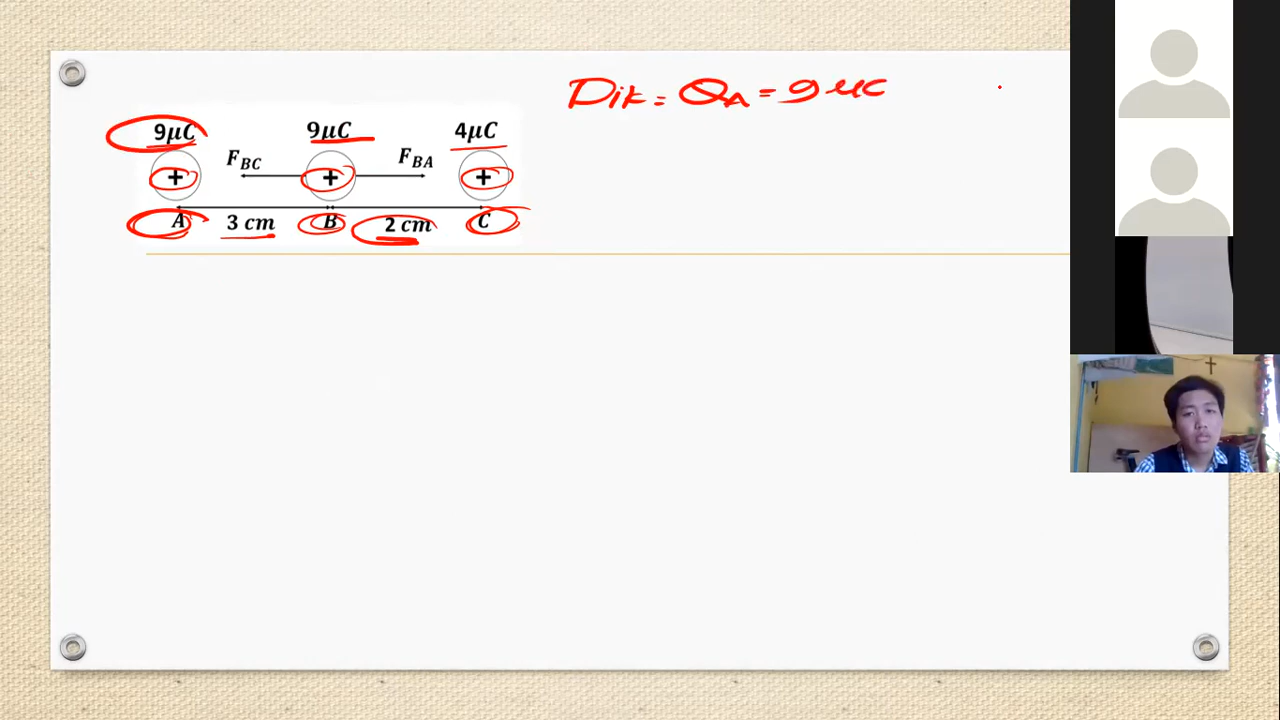 Dik = QA = 9 μC
9μC 9μC 4μC
F_BC F_BA
+ + +
A 3 cm B 2 cm C